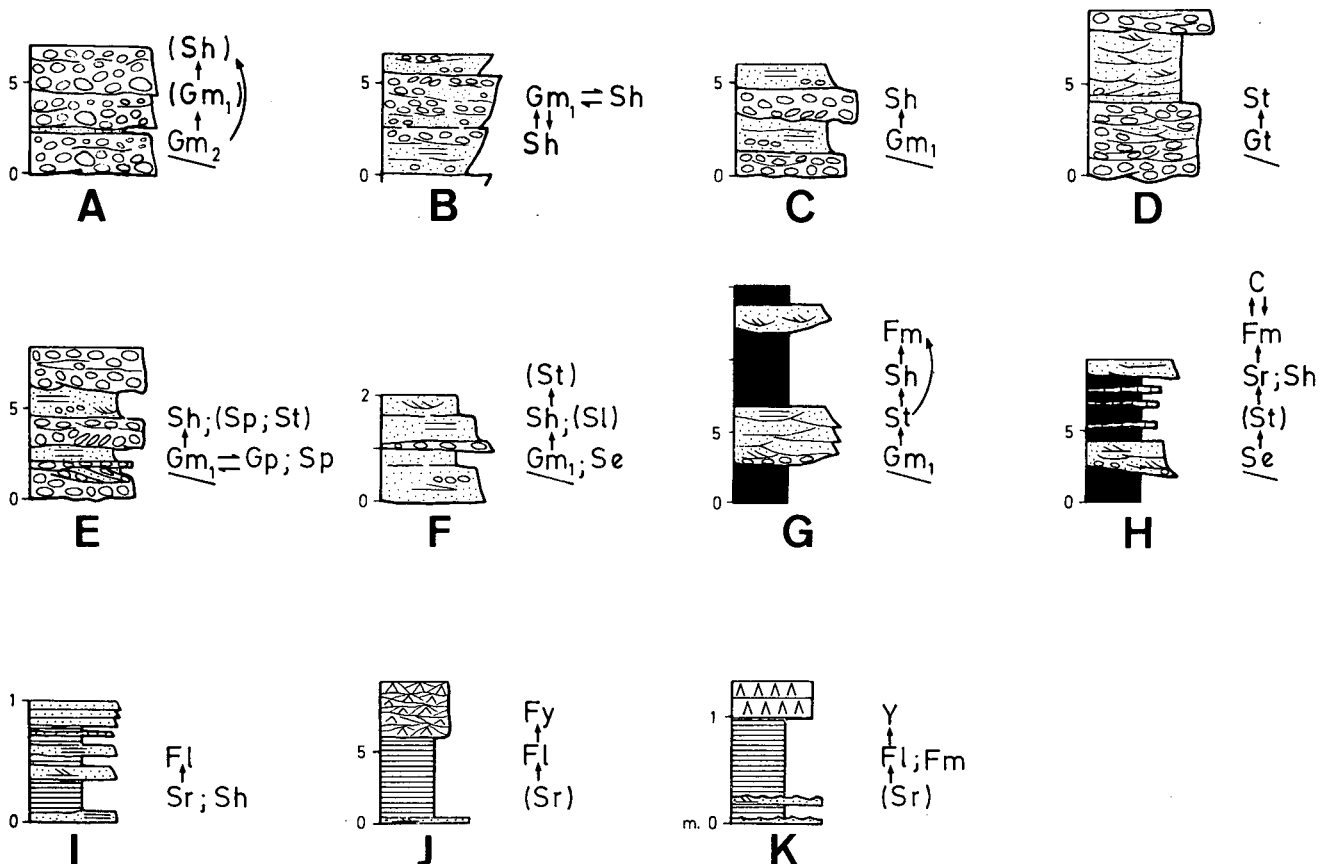 (Sh)
(Gm₁)
Gm₂
5
0
A
5
0
B
Gm₁ ⇌ Sh
Sh
5
0
C
Sh
Gm₁
5
0
D
St
Gt
5
0
E
Sh;(Sp;St)
Gm₁⇌Gp;Sp
2
1
0
F
(St)
Sh;(Sl)
Gm₁;Se
5
0
G
Fm
Sh
St
Gm₁
5
0
H
C
Fm
Sr;Sh
(St)
Se
1
0
I
Fl
Sr;Sh
5
0
J
Fy
Fl
(Sr)
1
m. 0
K
Y
Fl;Fm
(Sr)